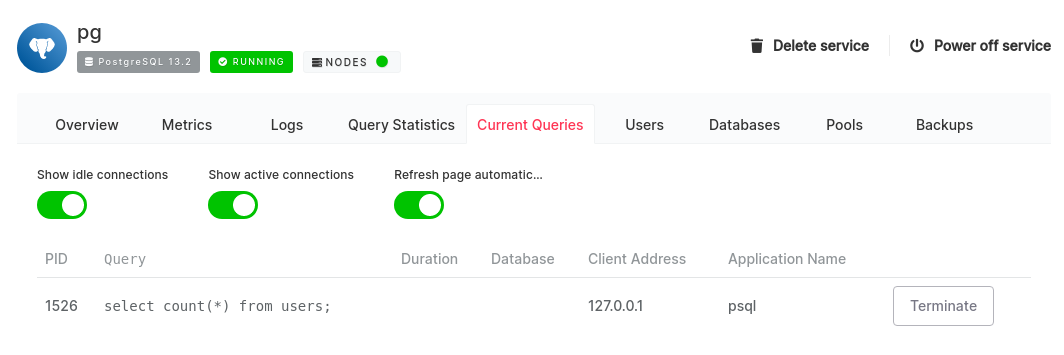 pg
PostgreSQL 13.2 RUNNING NODES
Delete service Power off service
Overview Metrics Logs Query Statistics Current Queries Users Databases Pools Backups
Show idle connections Show active connections Refresh page automatic...
PID Query Duration Database Client Address Application Name
1526 select count(*) from users; 127.0.0.1 psql Terminate